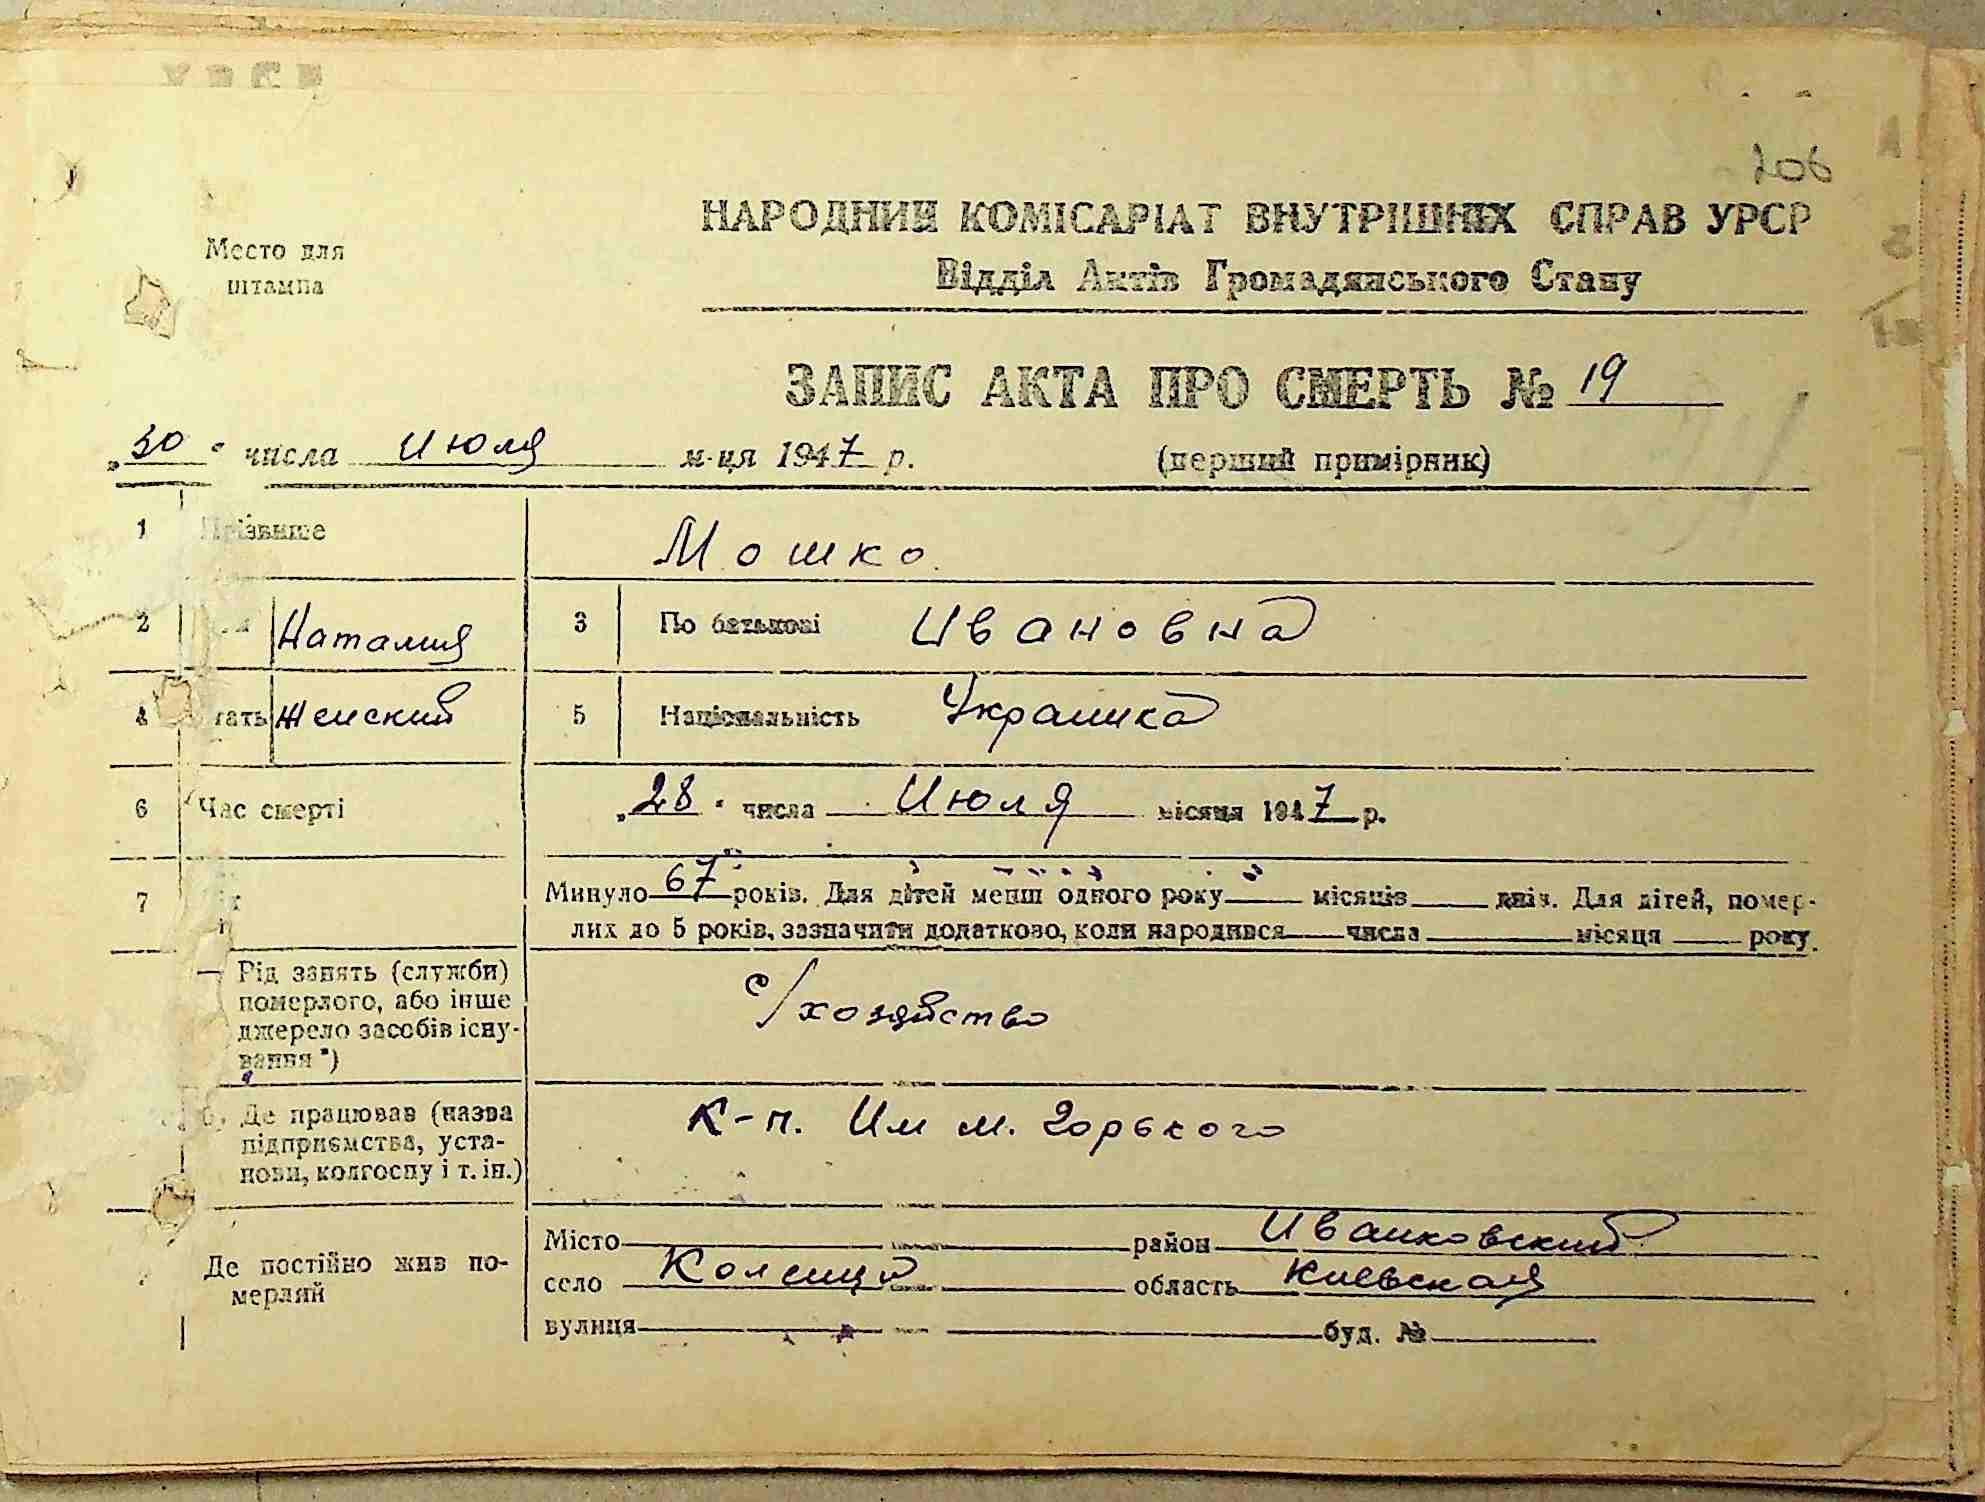 206
Место для
штампа
НАРОДНИЙ КОМІСАРІАТ ВНУТРІШНІХ СПРАВ УРСР
Відділ Актів Громадянського Стану
ЗАПИС АКТА ПРО СМЕРТЬ № 19
„30" числа Июля м-ця 1947 р. (перший примірник)
1 Прізвище Мошко
2 Наталия 3 По батькові Ивановна
4 Стать Женский 5 Національність Украинка
6 Час смерті „28" числа Июля місяця 1947 р.
7 Минуло 67 років. Для дітей менш одного року місяців днів. Для дітей, помер-
лих до 5 років, зазначити додатково, коли народився числа місяця року.
Рід занять (служби)
померлого, або інше
джерело засобів існу-
вання*)
с/хозяйство
Де працював (назва
підприємства, уста-
нови, колгоспу і т. ін.)
К-п. Им М. Горького
Де постійно жив по-
мерлий
Місто район Иванковский
село Коленци область Киевская
вулиця буд. №